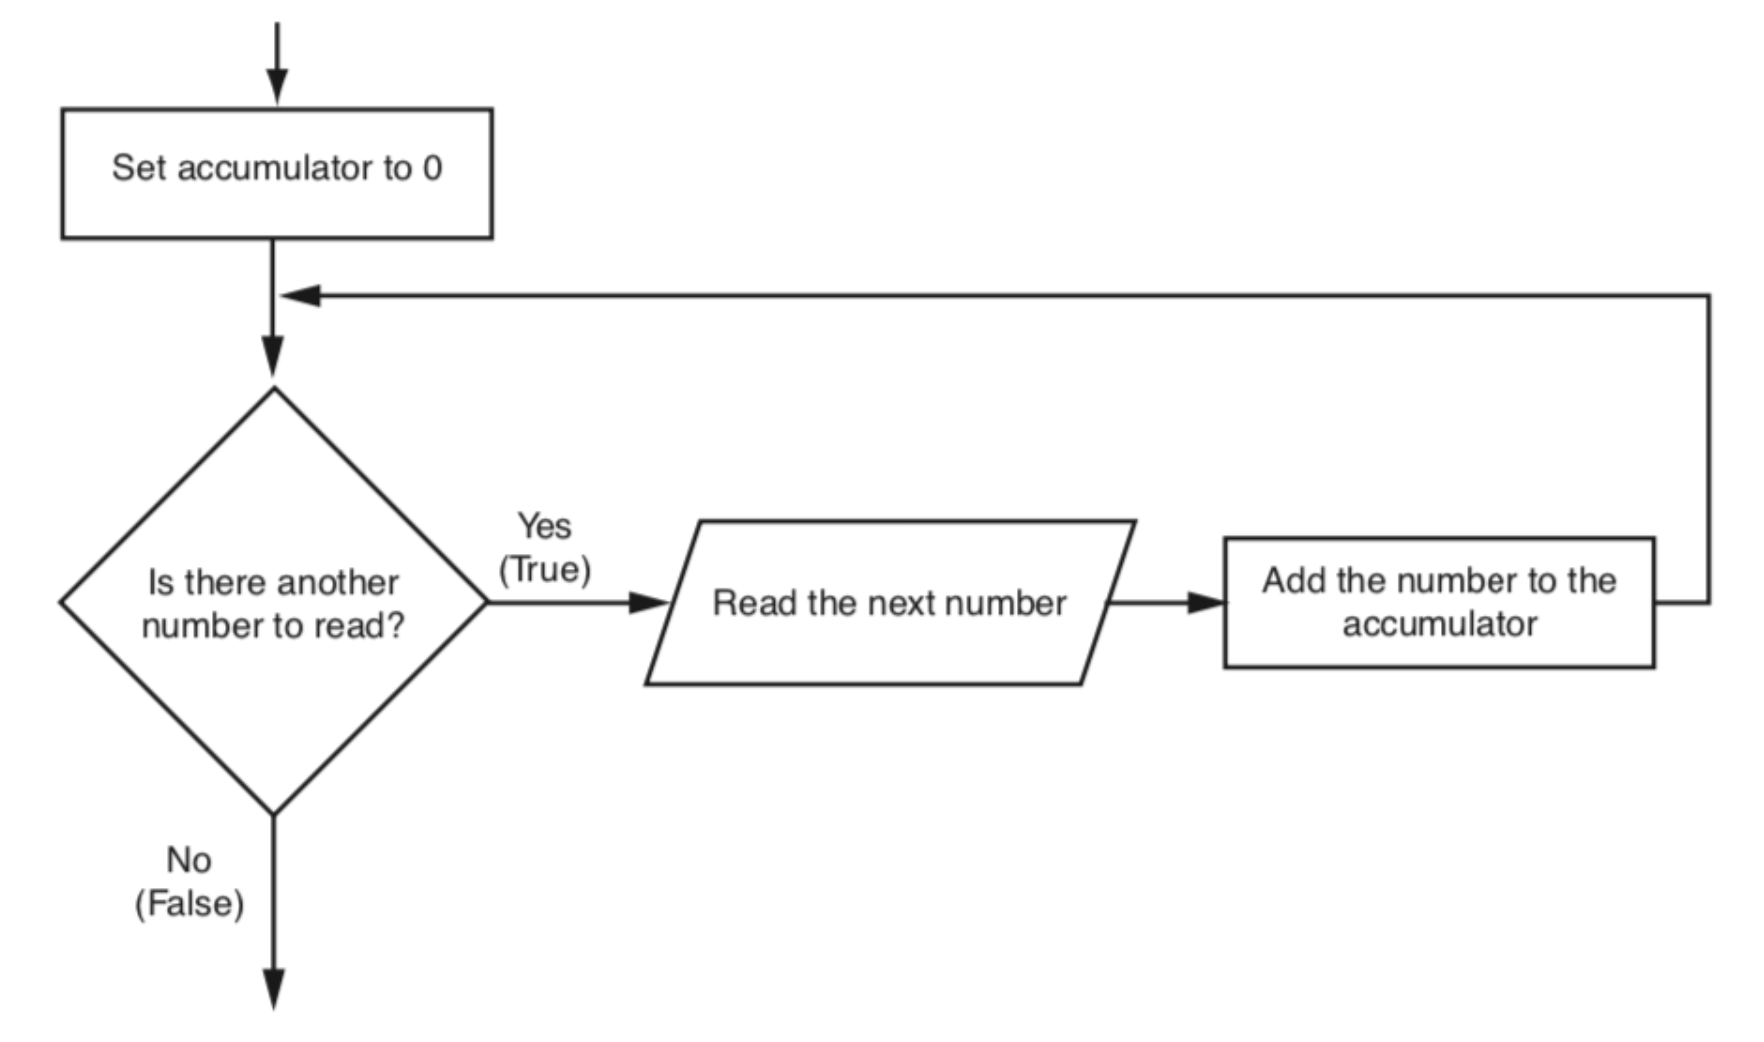 Set accumulator to 0
Is there another
number to read?
Yes
(True)
Read the next number
Add the number to the
accumulator
No
(False)